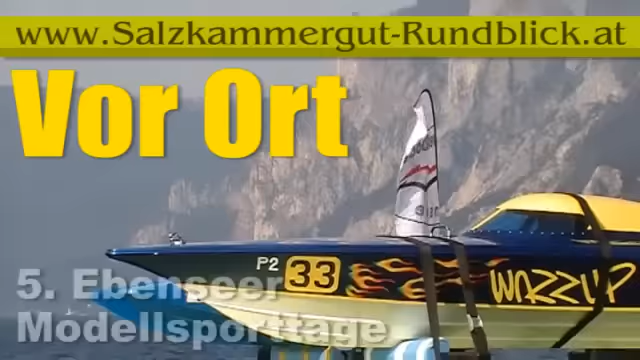 www.Salzkammergut-Rundblick.at
Vor Ort
P2 33 WAZZUP
5. Ebenseer
Modellsporttage